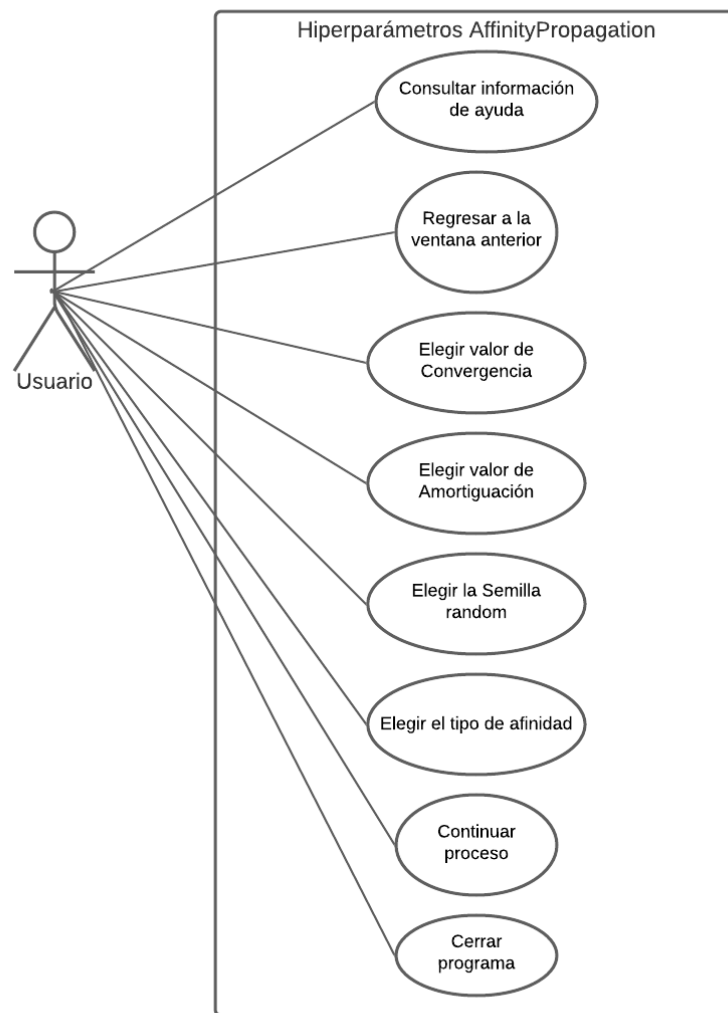 Hiperparámetros AffinityPropagation
Consultar información
de ayuda
Regresar a la
ventana anterior
Usuario
Elegir valor de
Convergencia
Elegir valor de
Amortiguación
Elegir la Semilla
random
Elegir el tipo de afinidad
Continuar
proceso
Cerrar
programa